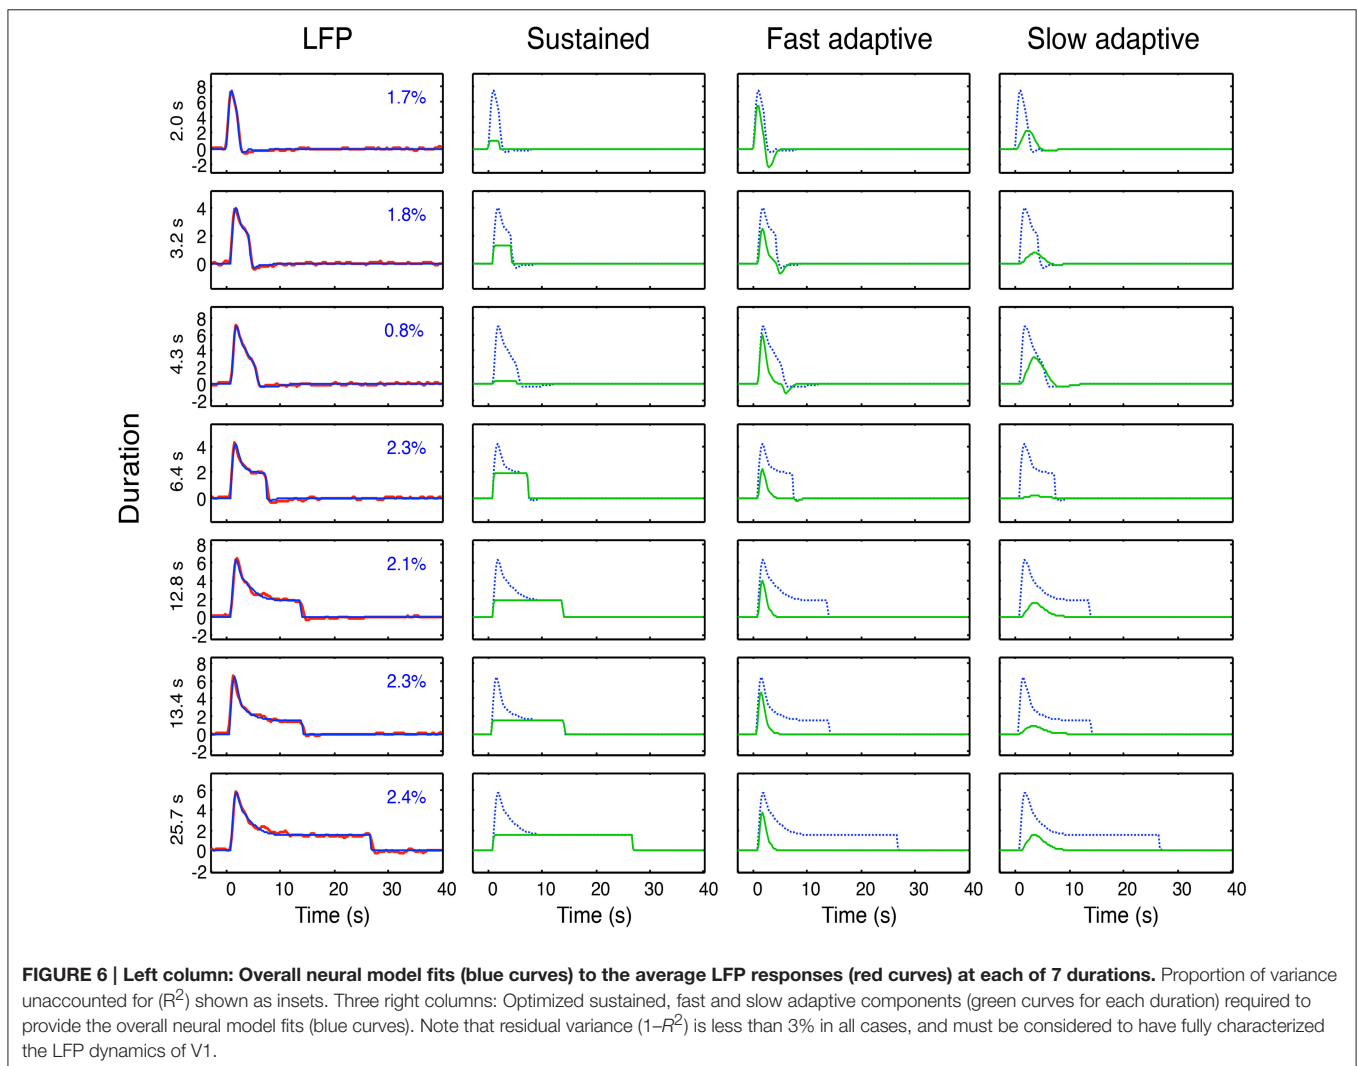 LFP Sustained Fast adaptive Slow adaptive
Duration
2.0 s
8
6
4
2
0
-2
1.7%
3.2 s
4
2
0
1.8%
4.3 s
8
6
4
2
0
-2
0.8%
6.4 s
4
2
0
2.3%
12.8 s
8
6
4
2
0
-2
2.1%
13.4 s
8
6
4
2
0
-2
2.3%
25.7 s
6
4
2
0
-2
2.4%
0 10 20 30 40 0 10 20 30 40 0 10 20 30 40 0 10 20 30 40
Time (s) Time (s) Time (s) Time (s)
FIGURE 6 | Left column: Overall neural model fits (blue curves) to the average LFP responses (red curves) at each of 7 durations. Proportion of variance
unaccounted for (R²) shown as insets. Three right columns: Optimized sustained, fast and slow adaptive components (green curves for each duration) required to
provide the overall neural model fits (blue curves). Note that residual variance (1–R²) is less than 3% in all cases, and must be considered to have fully characterized
the LFP dynamics of V1.